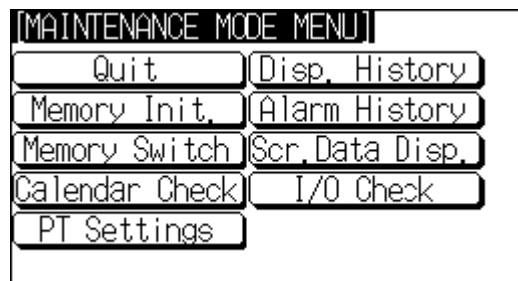 [MAINTENANCE MODE MENU]
Quit
Disp. History
Memory Init.
Alarm History
Memory Switch
Scr.Data Disp.
Calendar Check
I/O Check
PT Settings